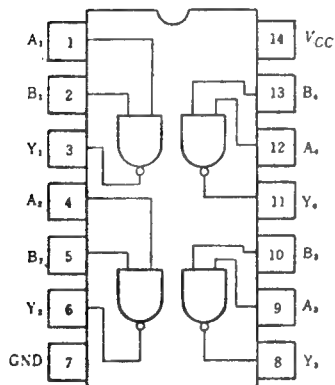 A₁ 1
B₁ 2
Y₁ 3
A₂ 4
B₂ 5
Y₂ 6
GND 7
14 V_CC
13 B₄
12 A₄
11 Y₄
10 B₃
9 A₃
8 Y₃